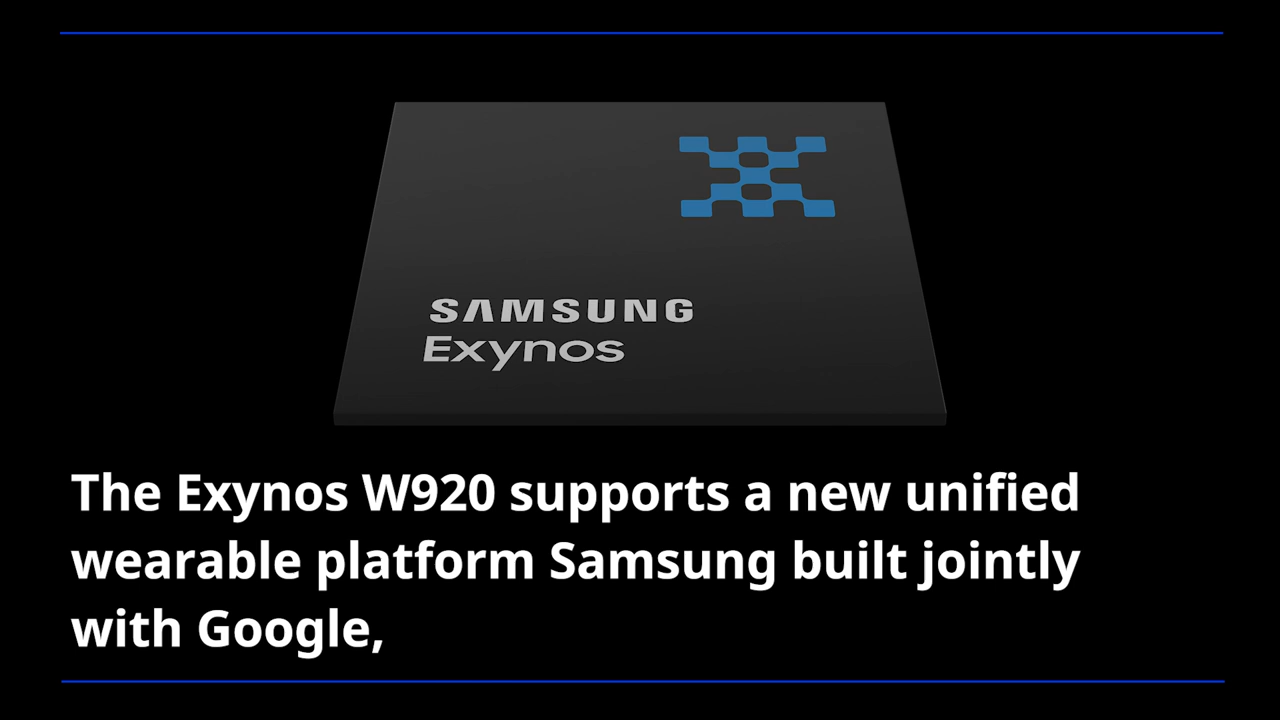 SAMSUNG
Exynos
The Exynos W920 supports a new unified
wearable platform Samsung built jointly
with Google,